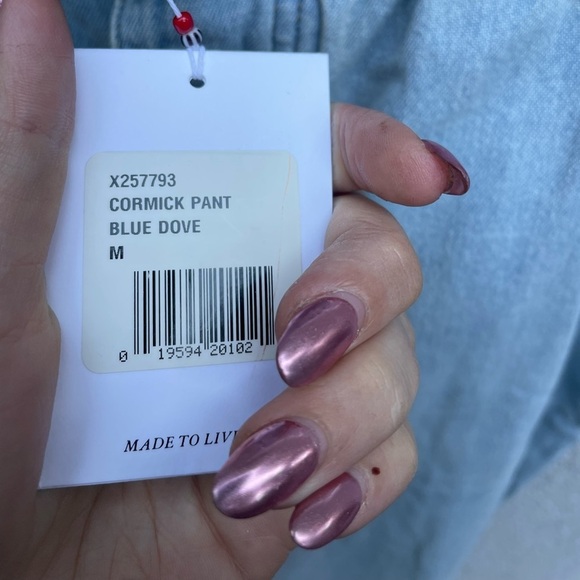 X257793
CORMICK PANT
BLUE DOVE
M
0 19594 20102
MADE TO LIV